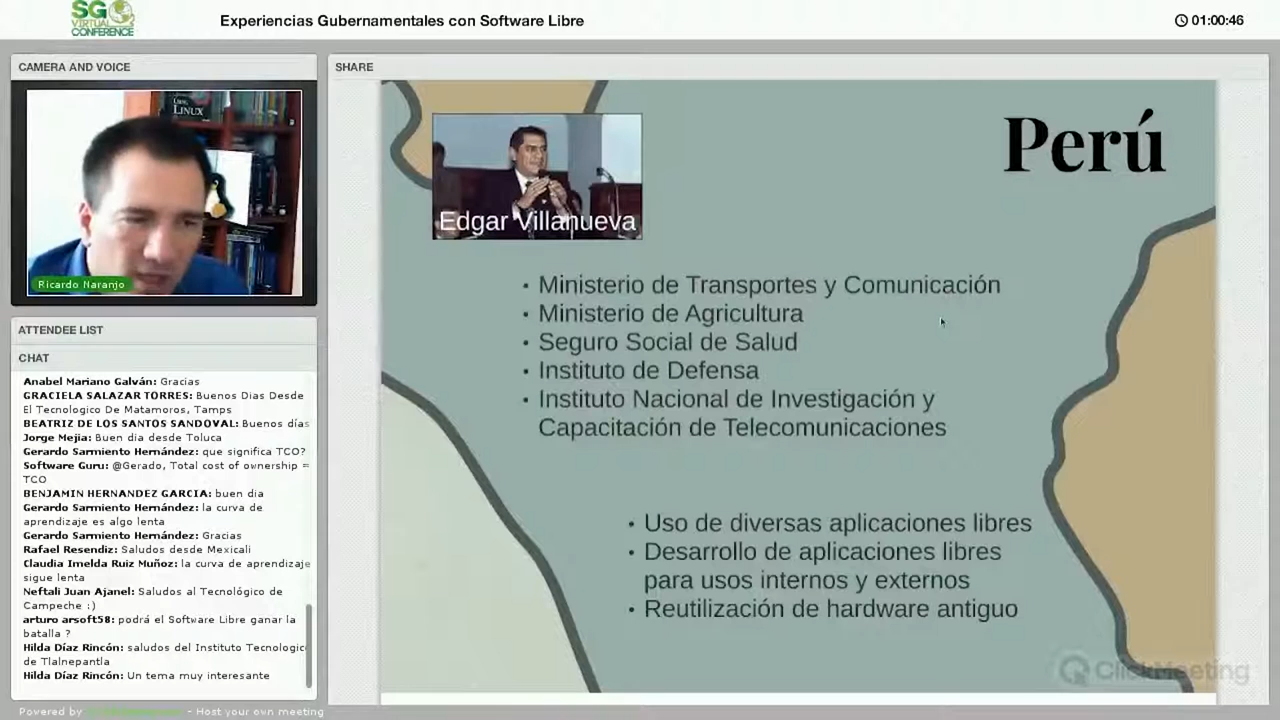 SG
VIRTUAL
CONFERENCE
Experiencias Gubernamentales con Software Libre
01:00:46
CAMERA AND VOICE
LINUX
Ricardo Naranjo
ATTENDEE LIST
CHAT
Anabel Mariano Galván: Gracias
GRACIELA SALAZAR TORRES: Buenos Dias Desde
El Tecnologico De Matamoros, Tamps
BEATRIZ DE LOS SANTOS SANDOVAL: Buenos días
Jorge Mejia: Buen dia desde Toluca
Gerardo Sarmiento Hernández: que significa TCO?
Software Guru: @Gerado, Total cost of ownership =
TCO
BENJAMIN HERNANDEZ GARCIA: buen dia
Gerardo Sarmiento Hernández: la curva de
aprendizaje es algo lenta
Gerardo Sarmiento Hernández: Gracias
Rafael Resendiz: Saludos desde Mexicali
Claudia Imelda Ruiz Muñoz: la curva de aprendizaje
sigue lenta
Neftali Juan Ajanel: Saludos al Tecnológico de
Campeche :)
arturo arsoft58: podrá el Software Libre ganar la
batalla ?
Hilda Díaz Rincón: saludos del Instituto Tecnologico
de Tlalnepantla
Hilda Díaz Rincón: Un tema muy interesante
Powered by - Host your own meeting
SHARE
Perú
Edgar Villanueva
• Ministerio de Transportes y Comunicación
• Ministerio de Agricultura
• Seguro Social de Salud
• Instituto de Defensa
• Instituto Nacional de Investigación y
Capacitación de Telecomunicaciones
• Uso de diversas aplicaciones libres
• Desarrollo de aplicaciones libres
para usos internos y externos
• Reutilización de hardware antiguo
ClickMeeting